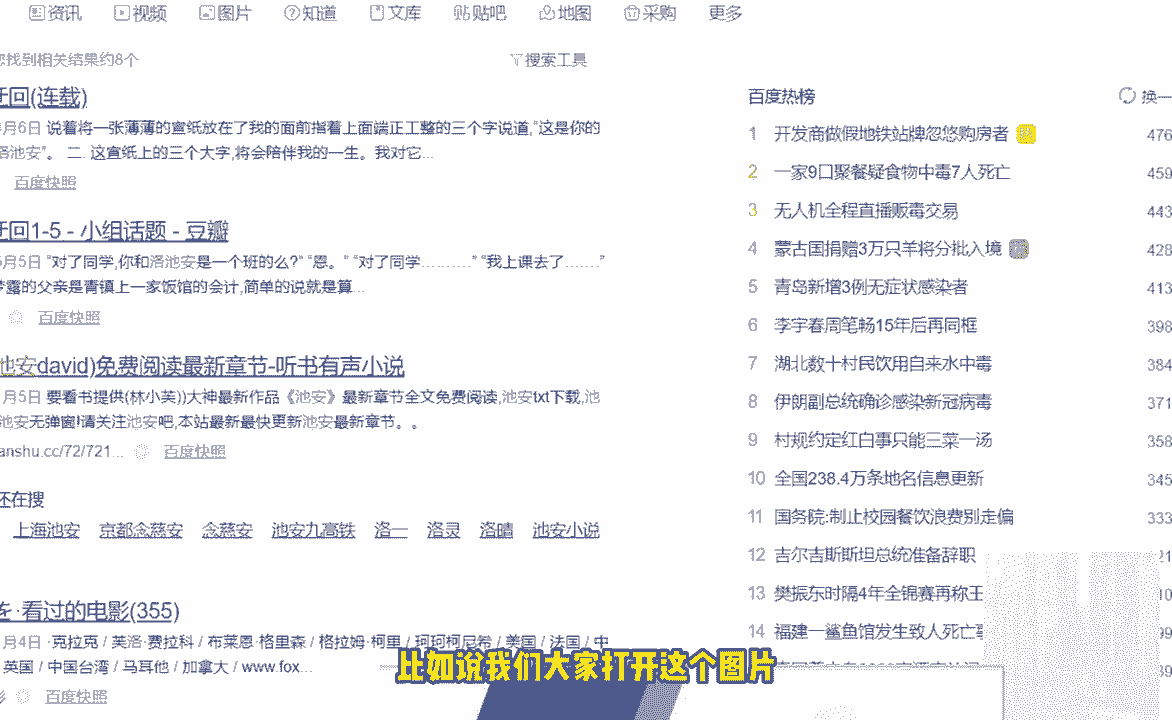 资讯 视频 图片 知道 文库 贴吧 地图 采购 更多
您找到相关结果约8个 搜索工具
迂回(连载)
月6日 说着将一张薄薄的宣纸放在了我的面前指着上面端正工整的三个字说道,“这是你的
洛池安”。 二. 这宣纸上的三个大字,将会陪伴我的一生。我对它...
百度快照
迂回1-5 - 小组话题 - 豆瓣
5月5日 “对了同学,你和洛池安是一个班的么?” “恩。” “对了同学………” “我上课去了……”
梦露的父亲是青镇上一家饭馆的会计,简单的说就是算...
百度快照
池安david)免费阅读最新章节-听书有声小说
月5日 要看书提供(林小芙))大神最新作品《池安》最新章节全文免费阅读,池安txt下载,池
池安无弹窗!请关注池安吧,本站最新最快更新池安最新章节。。
anshu.cc/72/721... 百度快照
还在搜
上海池安 京都念慈安 念慈安 池安九高铁 洛一 洛灵 洛晴 池安小说
·看过的电影(355)
月4日 ·克拉克 / 芙洛·费拉科 / 布莱恩·格里森 / 格拉姆·柯里 / 珂珂柯尼希 / 美国 / 法国 / 中
英国 / 中国台湾 / 马耳他 / 加拿大 / www.fox...
百度快照
百度热榜 换一
1 开发商做假地铁站牌忽悠购房者 热 476
2 一家9口聚餐疑食物中毒7人死亡 459
3 无人机全程直播贩毒交易 443
4 蒙古国捐赠3万只羊将分批入境 428
5 青岛新增3例无症状感染者 413
6 李宇春周笔畅15年后再同框 398
7 湖北数十村民饮用自来水中毒 384
8 伊朗副总统确诊感染新冠病毒 371
9 村规约定红白事只能三菜一汤 358
10 全国238.4万条地名信息更新 345
11 国务院:制止校园餐饮浪费别走偏 333
12 吉尔吉斯斯坦总统准备辞职 21
13 樊振东时隔4年全锦赛再称王 10
14 福建一鲨鱼馆发生致人死亡事 99
比如说我们大家打开这个图片